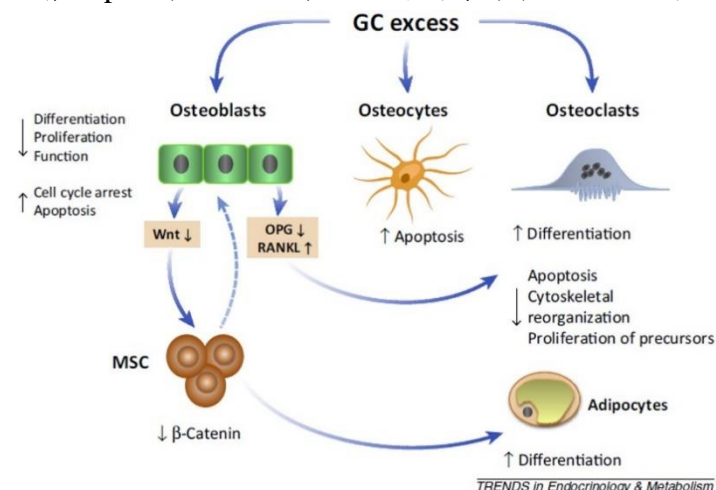 GC excess
Osteoblasts
Osteocytes
Osteoclasts
↓ Differentiation
Proliferation
Function
↑ Cell cycle arrest
Apoptosis
Wnt ↓
OPG ↓
RANKL ↑
↑ Apoptosis
↑ Differentiation
↓ Apoptosis
Cytoskeletal
reorganization
Proliferation of precursors
MSC
↓ β-Catenin
Adipocytes
↑ Differentiation
TRENDS in Endocrinology & Metabolism